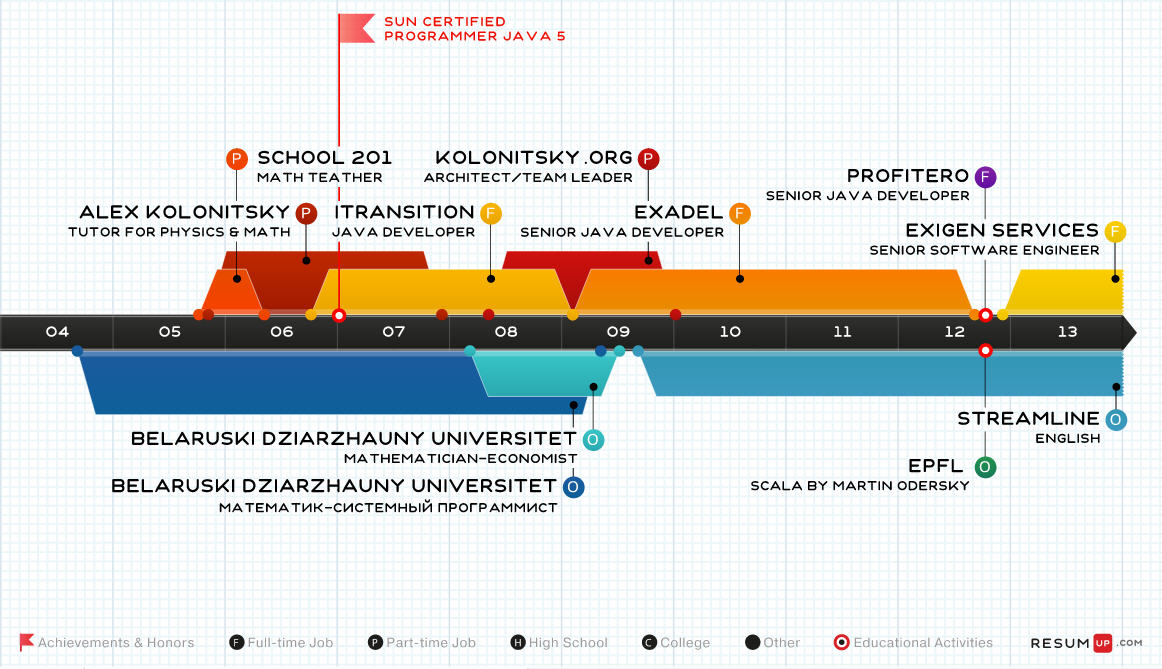 SUN CERTIFIED
PROGRAMMER JAVA 5
P SCHOOL 201
MATH TEATHER
KOLONITSKY.ORG P
ARCHITECT/TEAM LEADER
PROFITERO F
SENIOR JAVA DEVELOPER
ALEX KOLONITSKY P
TUTOR FOR PHYSICS & MATH
ITRANSITION F
JAVA DEVELOPER
EXADEL F
SENIOR JAVA DEVELOPER
EXIGEN SERVICES F
SENIOR SOFTWARE ENGINEER
04 05 06 07 08 09 10 11 12 13
STREAMLINE O
ENGLISH
BELARUSKI DZIARZHAUNY UNIVERSITET O
MATHEMATICIAN-ECONOMIST
EPFL O
SCALA BY MARTIN ODERSKY
BELARUSKI DZIARZHAUNY UNIVERSITET O
МАТЕМАТИК-СИСТЕМНЫЙ ПРОГРАММИСТ
Achievements & Honors F Full-time Job P Part-time Job H High School C College Other Educational Activities RESUMUP.COM